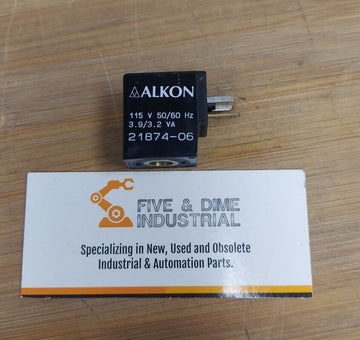 ALKON
115 V 50/60 Hz
3.9/3.2 VA
21874-06
FIVE & DIME
INDUSTRIAL
Specializing in New, Used and Obsolete
Industrial & Automation Parts.